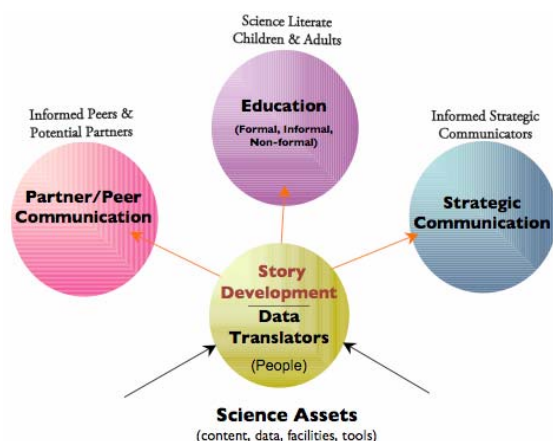 Science Literate
Children & Adults
Education
(Formal, Informal,
Non-formal)
Informed Peers &
Potential Partners
Partner/Peer
Communication
Informed Strategic
Communicators
Strategic
Communication
Story
Development
Data
Translators
(People)
Science Assets
(content, data, facilities, tools)